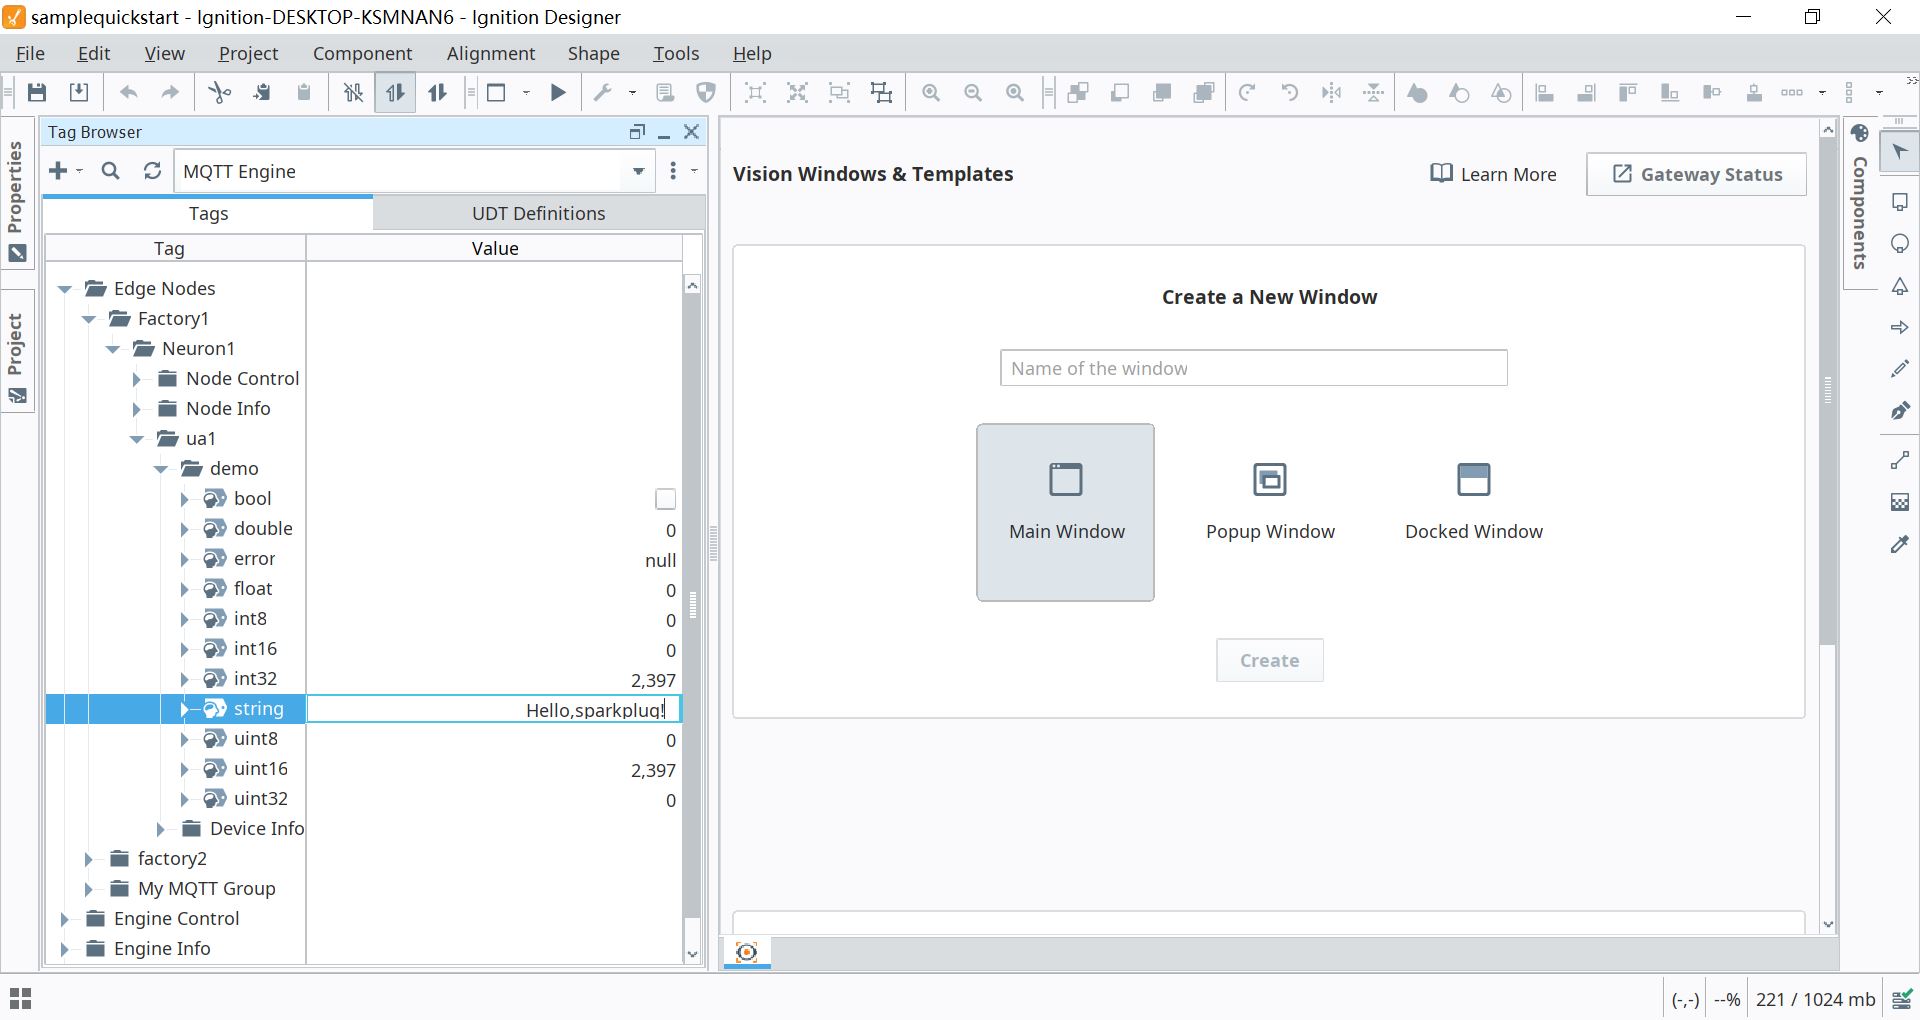 samplequickstart - Ignition-DESKTOP-KSMNAN6 - Ignition Designer
File Edit View Project Component Alignment Shape Tools Help
Tag Browser
MQTT Engine
Tags UDT Definitions
Tag Value
Edge Nodes
Factory1
Neuron1
Node Control
Node Info
ua1
demo
bool
double 0
error null
float 0
int8 0
int16 0
int32 2,397
string Hello,sparkplug!
uint8 0
uint16 2,397
uint32 0
Device Info
factory2
My MQTT Group
Engine Control
Engine Info
Properties
Project
Vision Windows & Templates
Learn More
Gateway Status
Create a New Window
Name of the window
Main Window Popup Window Docked Window
Create
Components
(-,-) --% 221 / 1024 mb